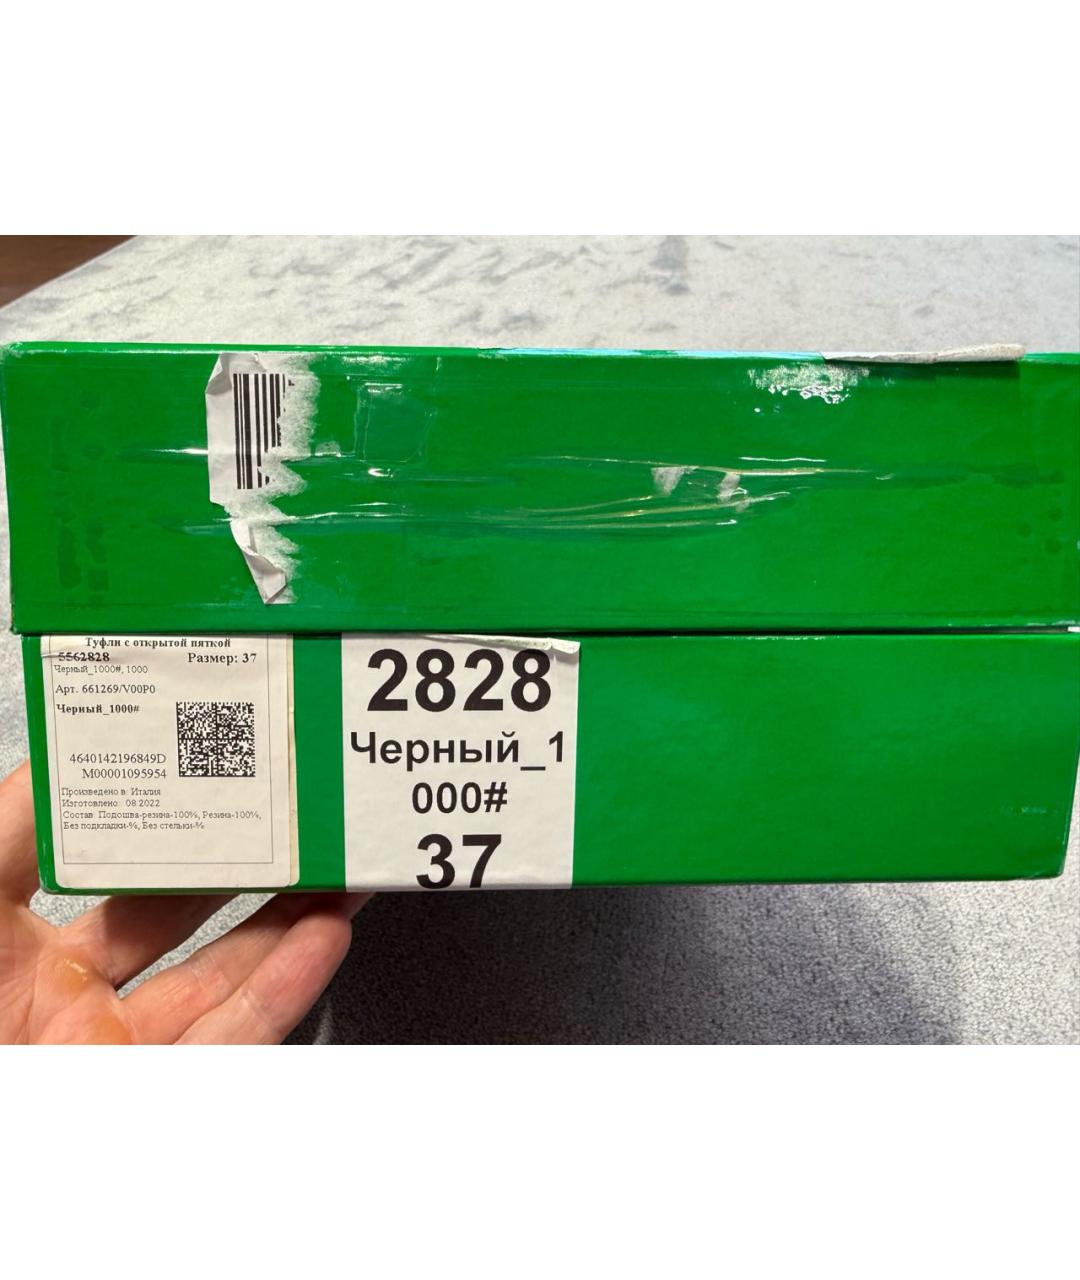 Туфли с открытой пяткой
5562828 Размер: 37
Черный_1000#, 1000
Арт. 661269/V00P0
Черный_1000#
4640142196849D
M00001095954
Произведено в: Италия
Изготовлено: 08 2022
Состав: Подошва-резина-100%, Резина-100%,
Без подкладки-%, Без стельки-%
2828
Черный_1
000#
37